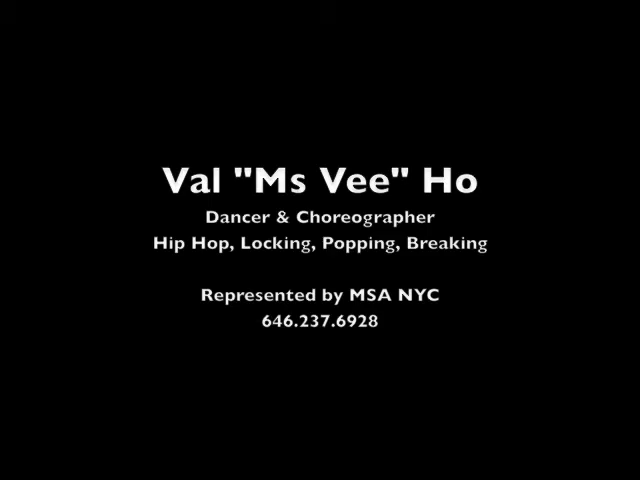 Val "Ms Vee" Ho
Dancer & Choreographer
Hip Hop, Locking, Popping, Breaking
Represented by MSA NYC
646.237.6928